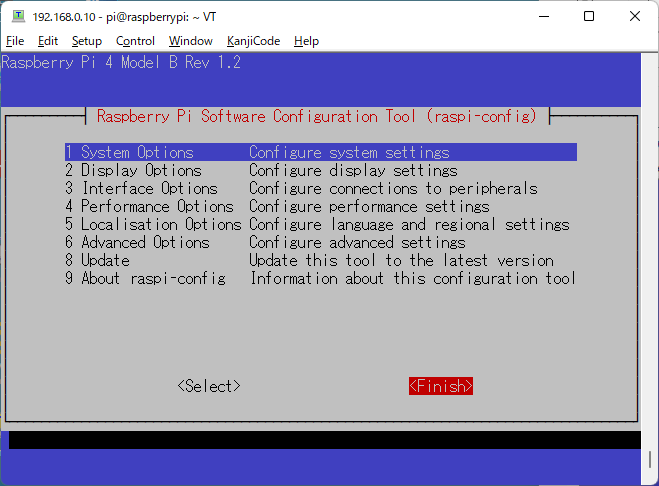 192.168.0.10 - pi@raspberrypi: ~ VT
File Edit Setup Control Window KanjiCode Help
Raspberry Pi 4 Model B Rev 1.2
Raspberry Pi Software Configuration Tool (raspi-config)
1 System Options Configure system settings
2 Display Options Configure display settings
3 Interface Options Configure connections to peripherals
4 Performance Options Configure performance settings
5 Localisation Options Configure language and regional settings
6 Advanced Options Configure advanced settings
8 Update Update this tool to the latest version
9 About raspi-config Information about this configuration tool
<Select> <Finish>